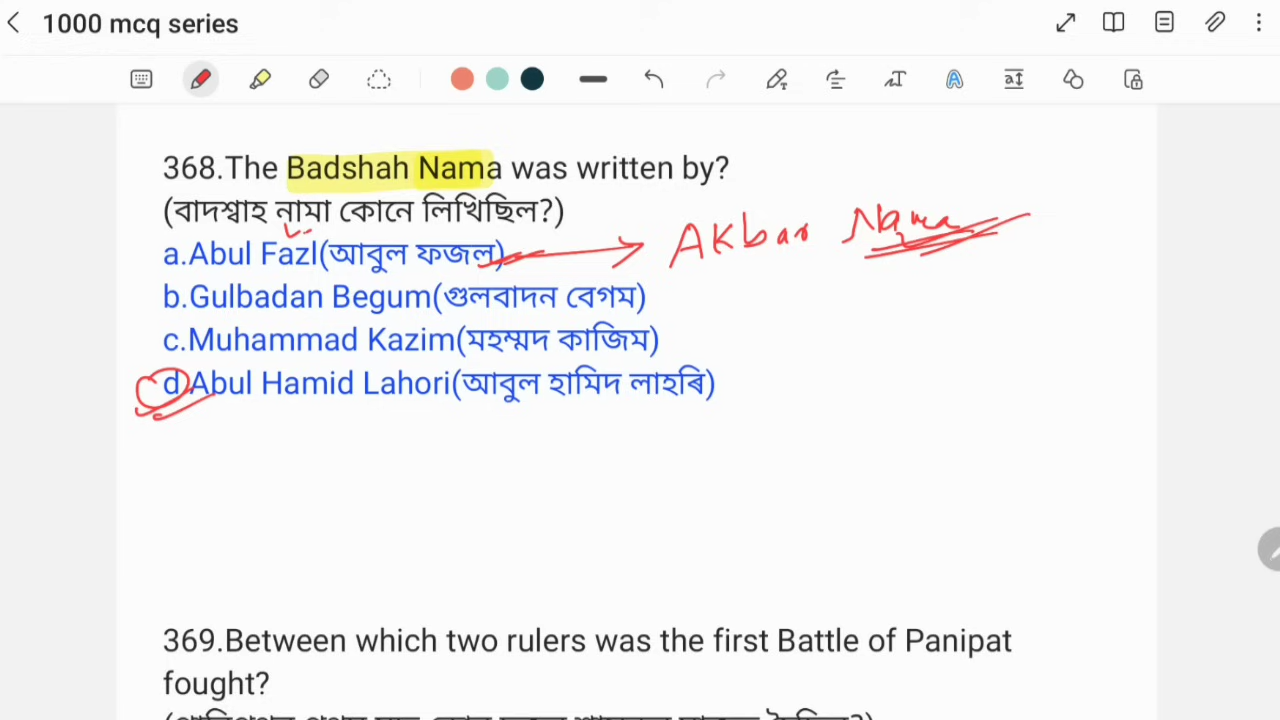 1000 mcq series
368.The Badshah Nama was written by?
(বাদশ্বাহ নামা কোনে লিখিছিল?)
a.Abul Fazl(আবুল ফজল) Akbar Nama
b.Gulbadan Begum(গুলবাদন বেগম)
c.Muhammad Kazim(মহম্মদ কাজিম)
d.Abul Hamid Lahori(আবুল হামিদ লাহৰি)
369.Between which two rulers was the first Battle of Panipat
fought?